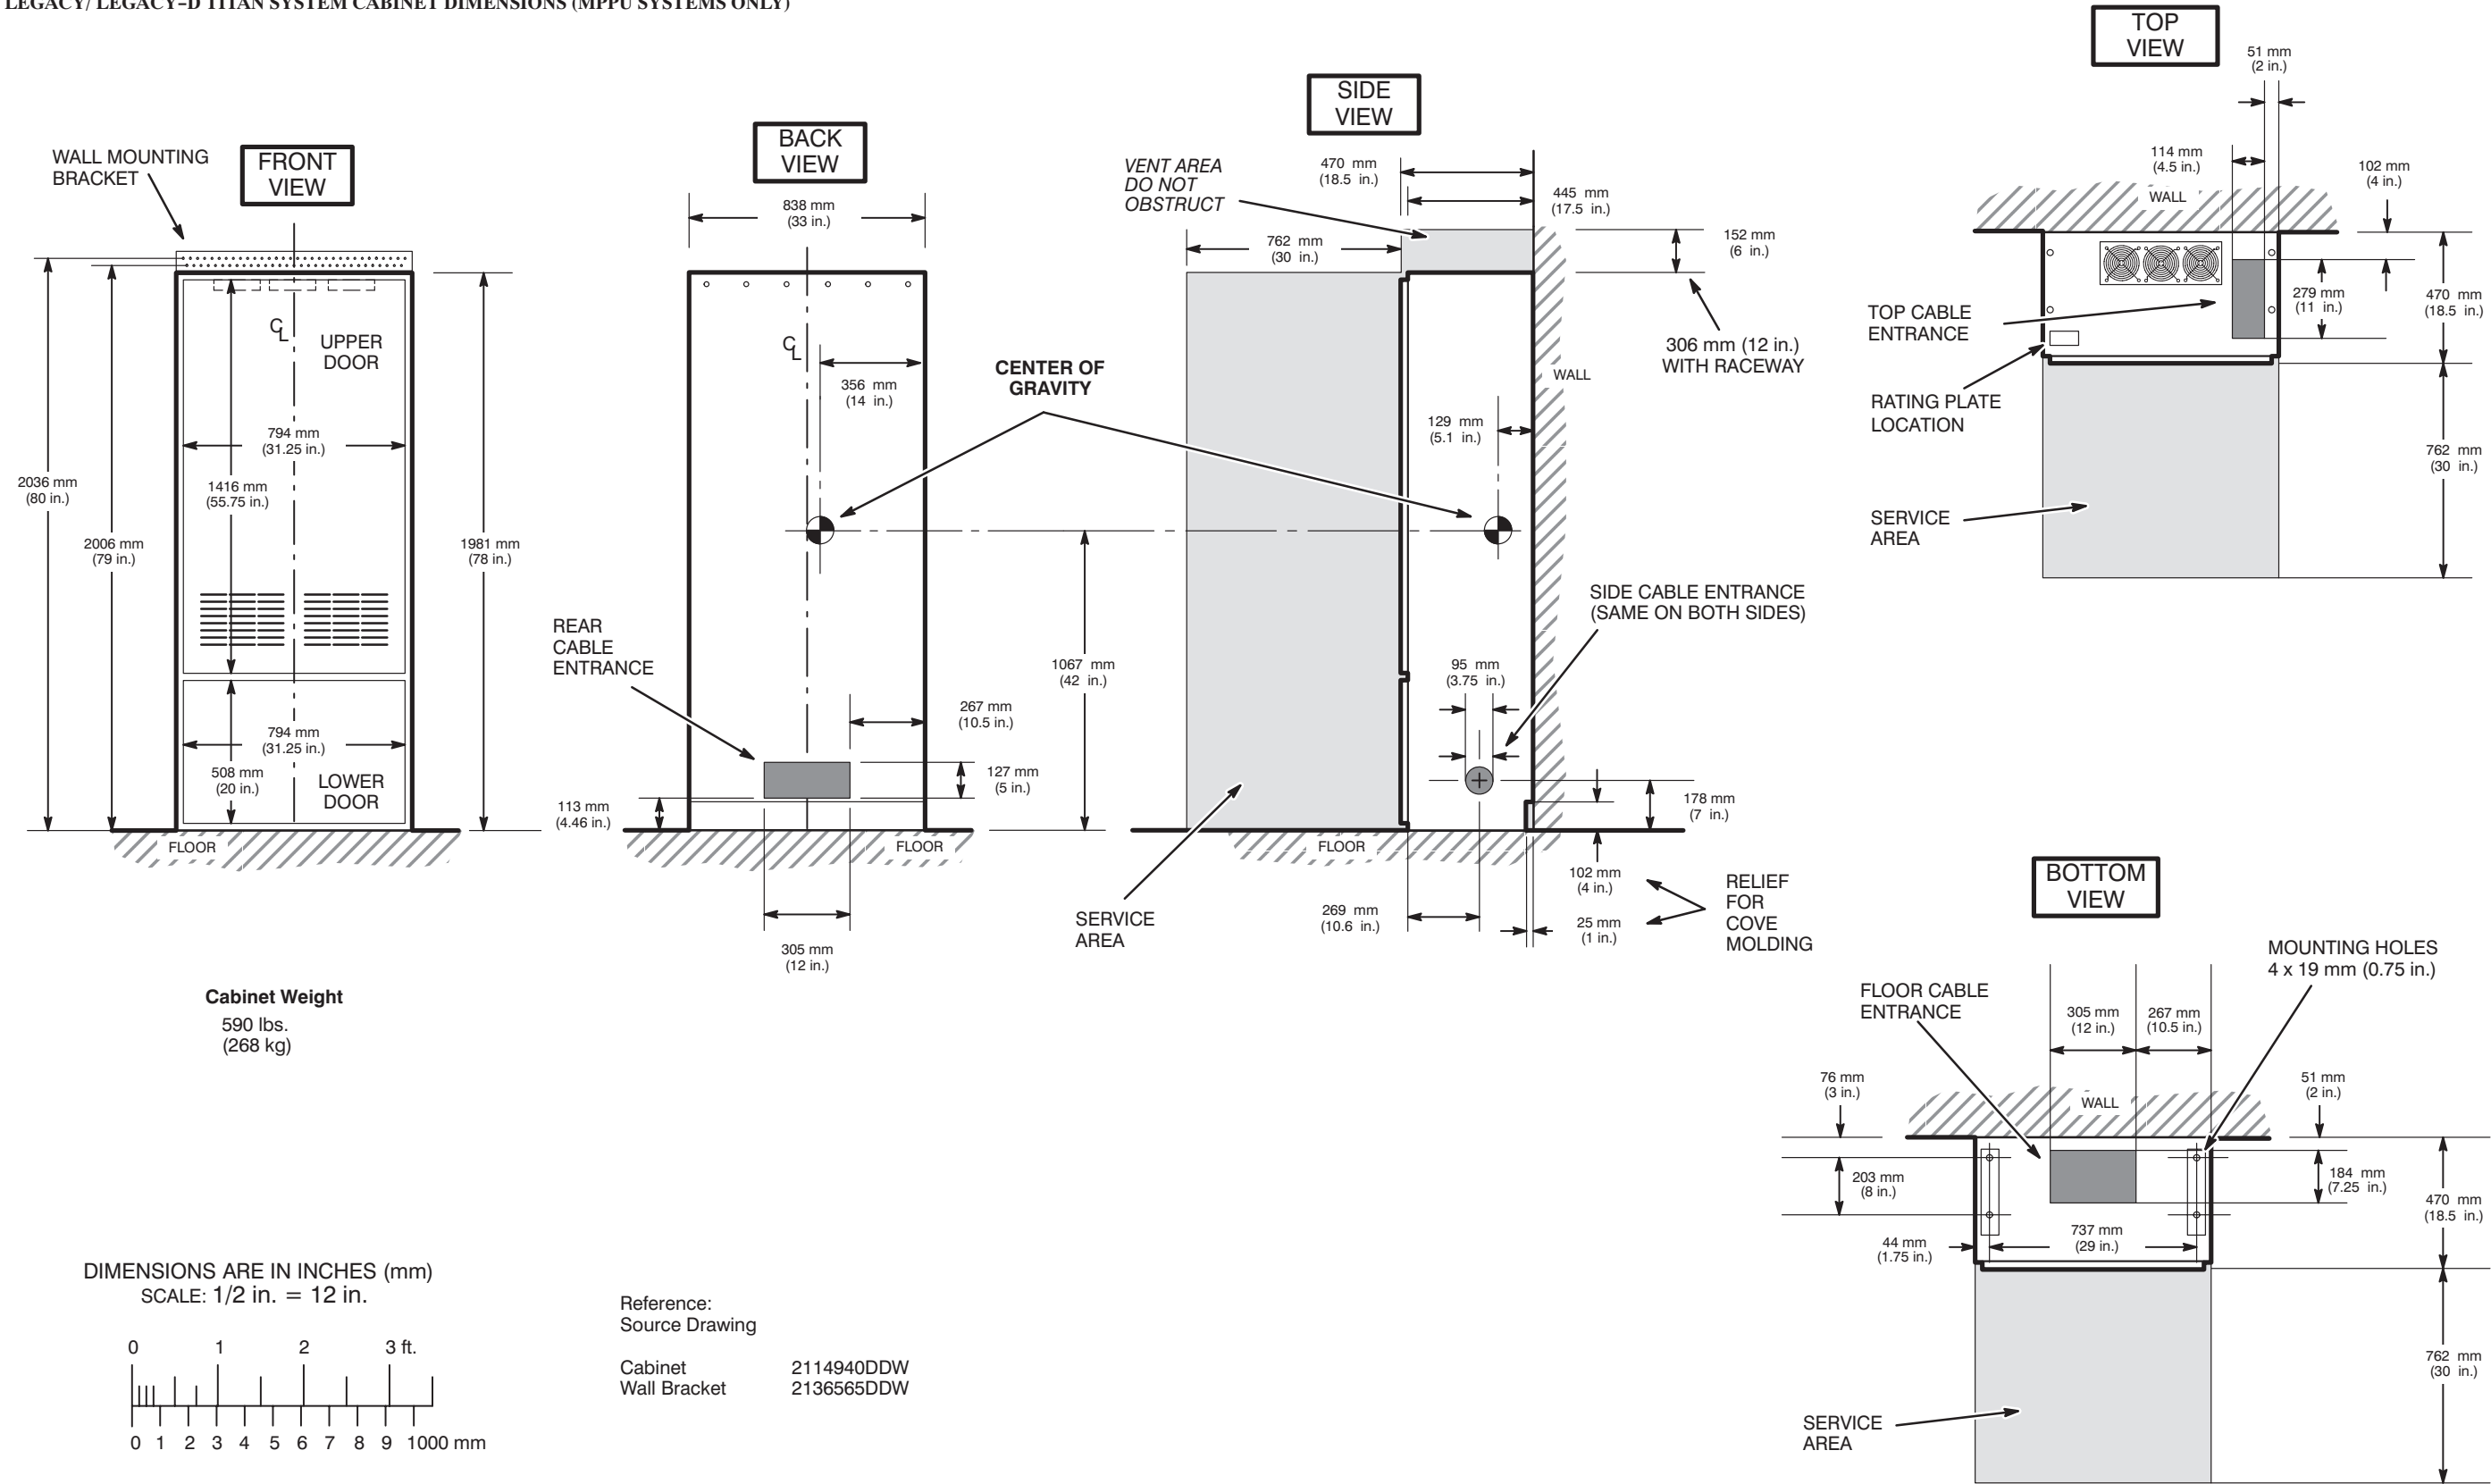 LEGACY/ LEGACY-D TITAN SYSTEM CABINET DIMENSIONS (MPPU SYSTEMS ONLY)
WALL MOUNTING
BRACKET
FRONT
VIEW
UPPER
DOOR
794 mm
(31.25 in.)
1416 mm
(55.75 in.)
2036 mm
(80 in.)
2006 mm
(79 in.)
1981 mm
(78 in.)
794 mm
(31.25 in.)
508 mm
(20 in.)
LOWER
DOOR
FLOOR
BACK
VIEW
838 mm
(33 in.)
356 mm
(14 in.)
CENTER OF
GRAVITY
REAR
CABLE
ENTRANCE
1067 mm
(42 in.)
267 mm
(10.5 in.)
127 mm
(5 in.)
113 mm
(4.46 in.)
FLOOR
305 mm
(12 in.)
SIDE
VIEW
VENT AREA
DO NOT
OBSTRUCT
470 mm
(18.5 in.)
445 mm
(17.5 in.)
762 mm
(30 in.)
152 mm
(6 in.)
306 mm (12 in.)
WITH RACEWAY
WALL
129 mm
(5.1 in.)
SIDE CABLE ENTRANCE
(SAME ON BOTH SIDES)
95 mm
(3.75 in.)
178 mm
(7 in.)
FLOOR
102 mm
(4 in.)
269 mm
(10.6 in.)
25 mm
(1 in.)
RELIEF
FOR
COVE
MOLDING
SERVICE
AREA
TOP
VIEW
51 mm
(2 in.)
114 mm
(4.5 in.)
102 mm
(4 in.)
WALL
279 mm
(11 in.)
470 mm
(18.5 in.)
TOP CABLE
ENTRANCE
RATING PLATE
LOCATION
762 mm
(30 in.)
SERVICE
AREA
BOTTOM
VIEW
MOUNTING HOLES
4 x 19 mm (0.75 in.)
FLOOR CABLE
ENTRANCE
305 mm
(12 in.)
267 mm
(10.5 in.)
76 mm
(3 in.)
51 mm
(2 in.)
WALL
203 mm
(8 in.)
184 mm
(7.25 in.)
470 mm
(18.5 in.)
737 mm
(29 in.)
44 mm
(1.75 in.)
762 mm
(30 in.)
SERVICE
AREA
Cabinet Weight
590 lbs.
(268 kg)
DIMENSIONS ARE IN INCHES (mm)
SCALE: 1/2 in. = 12 in.
0 1 2 3 ft.
0 1 2 3 4 5 6 7 8 9 1000 mm
Reference:
Source Drawing
Cabinet 2114940DDW
Wall Bracket 2136565DDW